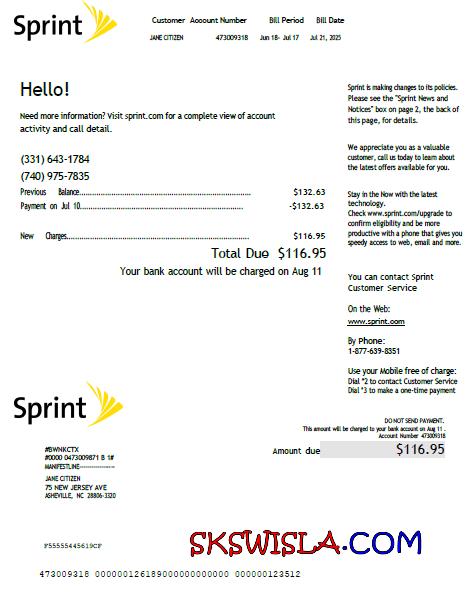 Sprint
Customer Account Number Bill Period Bill Date
JANE CITIZEN 473009318 Jun 18- Jul 17 Jul 21, 2025
Hello!
Need more information? Visit sprint.com for a complete view of account
activity and call detail.
(331) 643-1784
(740) 975-7835
Previous Balance........................................................................ $132.63
Payment on Jul 10..................................................................... -$132.63
New Charges............................................................................ $116.95
Total Due $116.95
Your bank account will be charged on Aug 11
Sprint is making changes to its policies.
Please see the "Sprint News and
Notices" box on page 2, the back of
this page, for details.
We appreciate you as a valuable
customer, call us today to learn about
the latest offers available for you.
Stay in the Now with the latest
technology.
Check www.sprint.com/upgrade to
confirm eligibility and be more
productive with a phone that gives you
speedy access to web, email and more.
You can contact Sprint
Customer Service
On the Web:
www.sprint.com
By Phone:
1-877-639-8351
Use your Mobile free of charge:
Dial *2 to contact Customer Service
Dial *3 to make a one-time payment
Sprint
DO NOT SEND PAYMENT.
This amount will be charged to your bank account on Aug 11 .
Account Number 473009318
Amount due $116.95
#BWNKCTX
#0000 0473009871 B 1#
MANIFESTLINE------------------
JANE CITIZEN
75 NEW JERSEY AVE
ASHEVILLE, NC 28806-3320
F55555445619CF
SKSWISLA.COM
473009318 0000001261890000000000000 000000123512